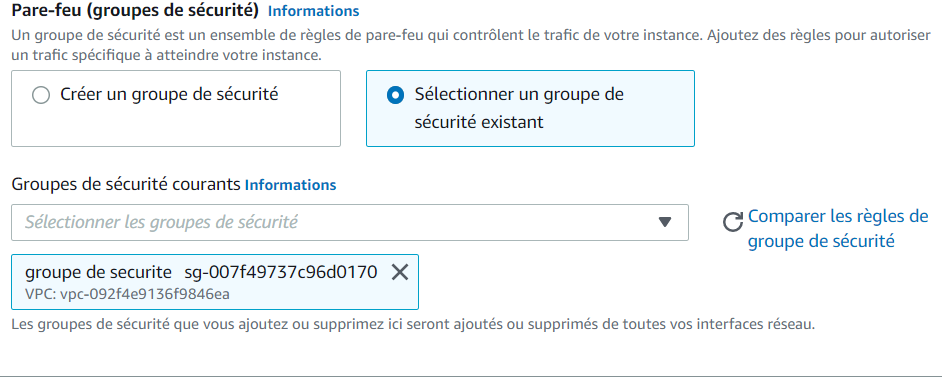 Pare-feu (groupes de sécurité) Informations
Un groupe de sécurité est un ensemble de règles de pare-feu qui contrôlent le trafic de votre instance. Ajoutez des règles pour autoriser
un trafic spécifique à atteindre votre instance.
Créer un groupe de sécurité
Sélectionner un groupe de
sécurité existant
Groupes de sécurité courants Informations
Sélectionner les groupes de sécurité
Comparer les règles de
groupe de sécurité
groupe de securite sg-007f49737c96d0170
VPC: vpc-092f4e9136f9846ea
Les groupes de sécurité que vous ajoutez ou supprimez ici seront ajoutés ou supprimés de toutes vos interfaces réseau.